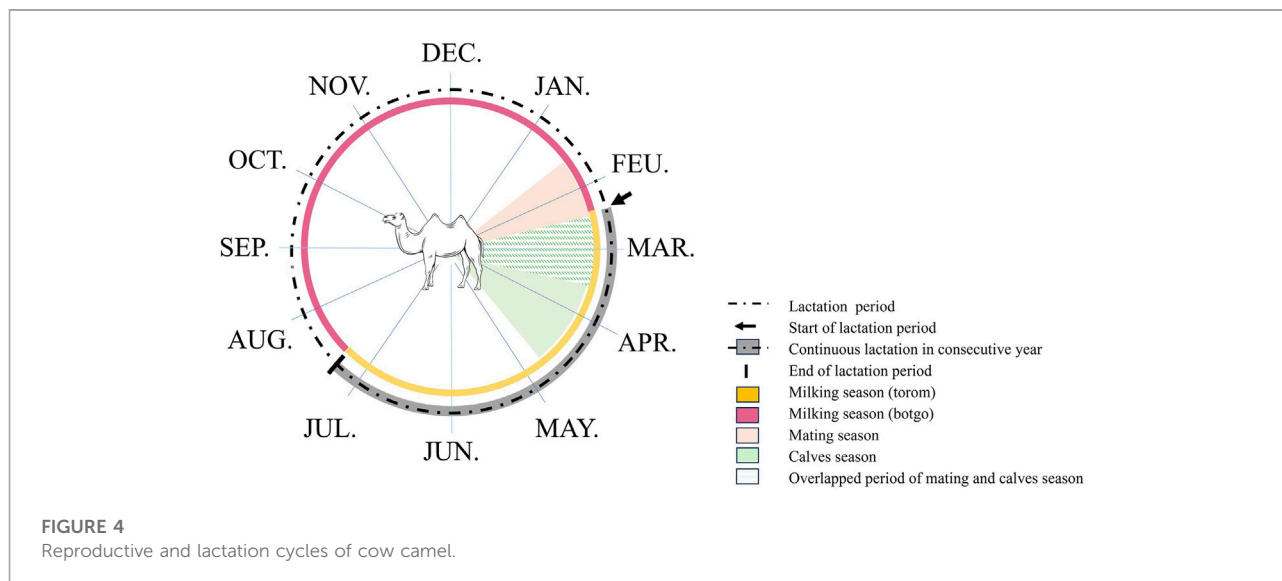 DEC.
JAN.
FEU.
MAR.
APR.
MAY.
JUN.
JUL.
AUG.
SEP.
OCT.
NOV.
Lactation period
Start of lactation period
Continuous lactation in consecutive year
End of lactation period
Milking season (torom)
Milking season (botgo)
Mating season
Calves season
Overlapped period of mating and calves season
FIGURE 4
Reproductive and lactation cycles of cow camel.